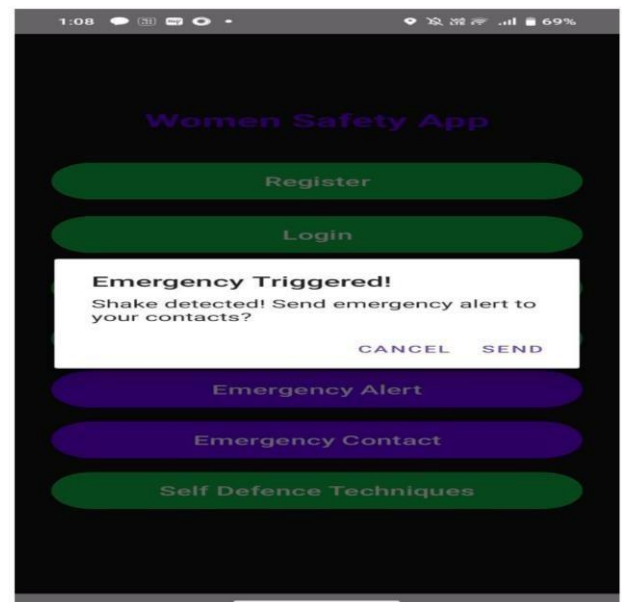 1:08
69%
Women Safety App
Register
Login
Emergency Triggered!
Shake detected! Send emergency alert to
your contacts?
CANCEL SEND
Emergency Alert
Emergency Contact
Self Defence Techniques